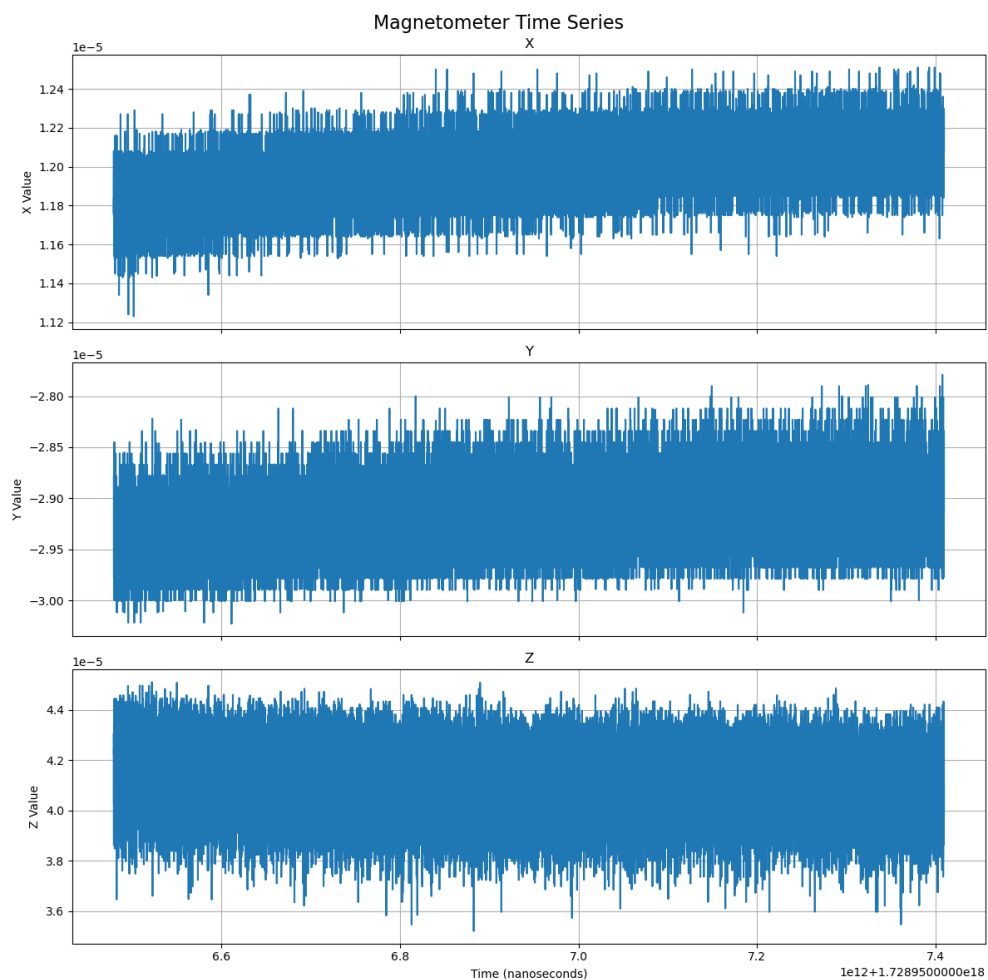 Magnetometer Time Series
X
1e−5
1.24
1.22
1.20
1.18
1.16
1.14
1.12
X Value
Y
1e−5
−2.80
−2.85
−2.90
−2.95
−3.00
Y Value
Z
1e−5
4.4
4.2
4.0
3.8
3.6
Z Value
6.6 6.8 7.0 7.2 7.4
Time (nanoseconds)
1e12+1.7289500000e18